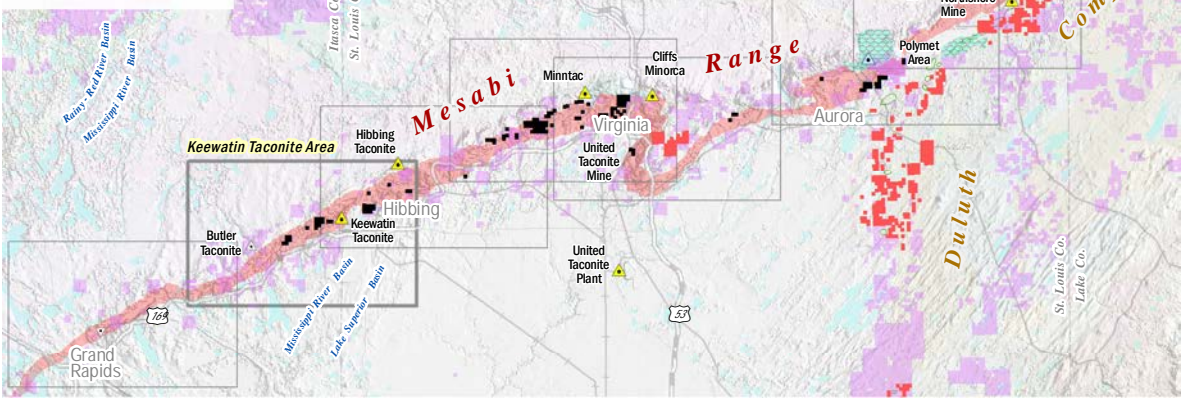 Northshore
Mine
Comp
Itasca Co.
St. Louis C
Rainy - Red River Basin
Mississippi River Basin
Mesabi Range
Minntac
Cliffs
Minorca
Polymet
Area
Virginia
Aurora
Keewatin Taconite Area
Hibbing
Taconite
United
Taconite
Mine
Hibbing
Keewatin
Taconite
Butler
Taconite
United
Taconite
Plant
Duluth
Mississippi River Basin
Lake Superior Basin
St. Louis Co.
Lake Co.
169
53
Grand
Rapids